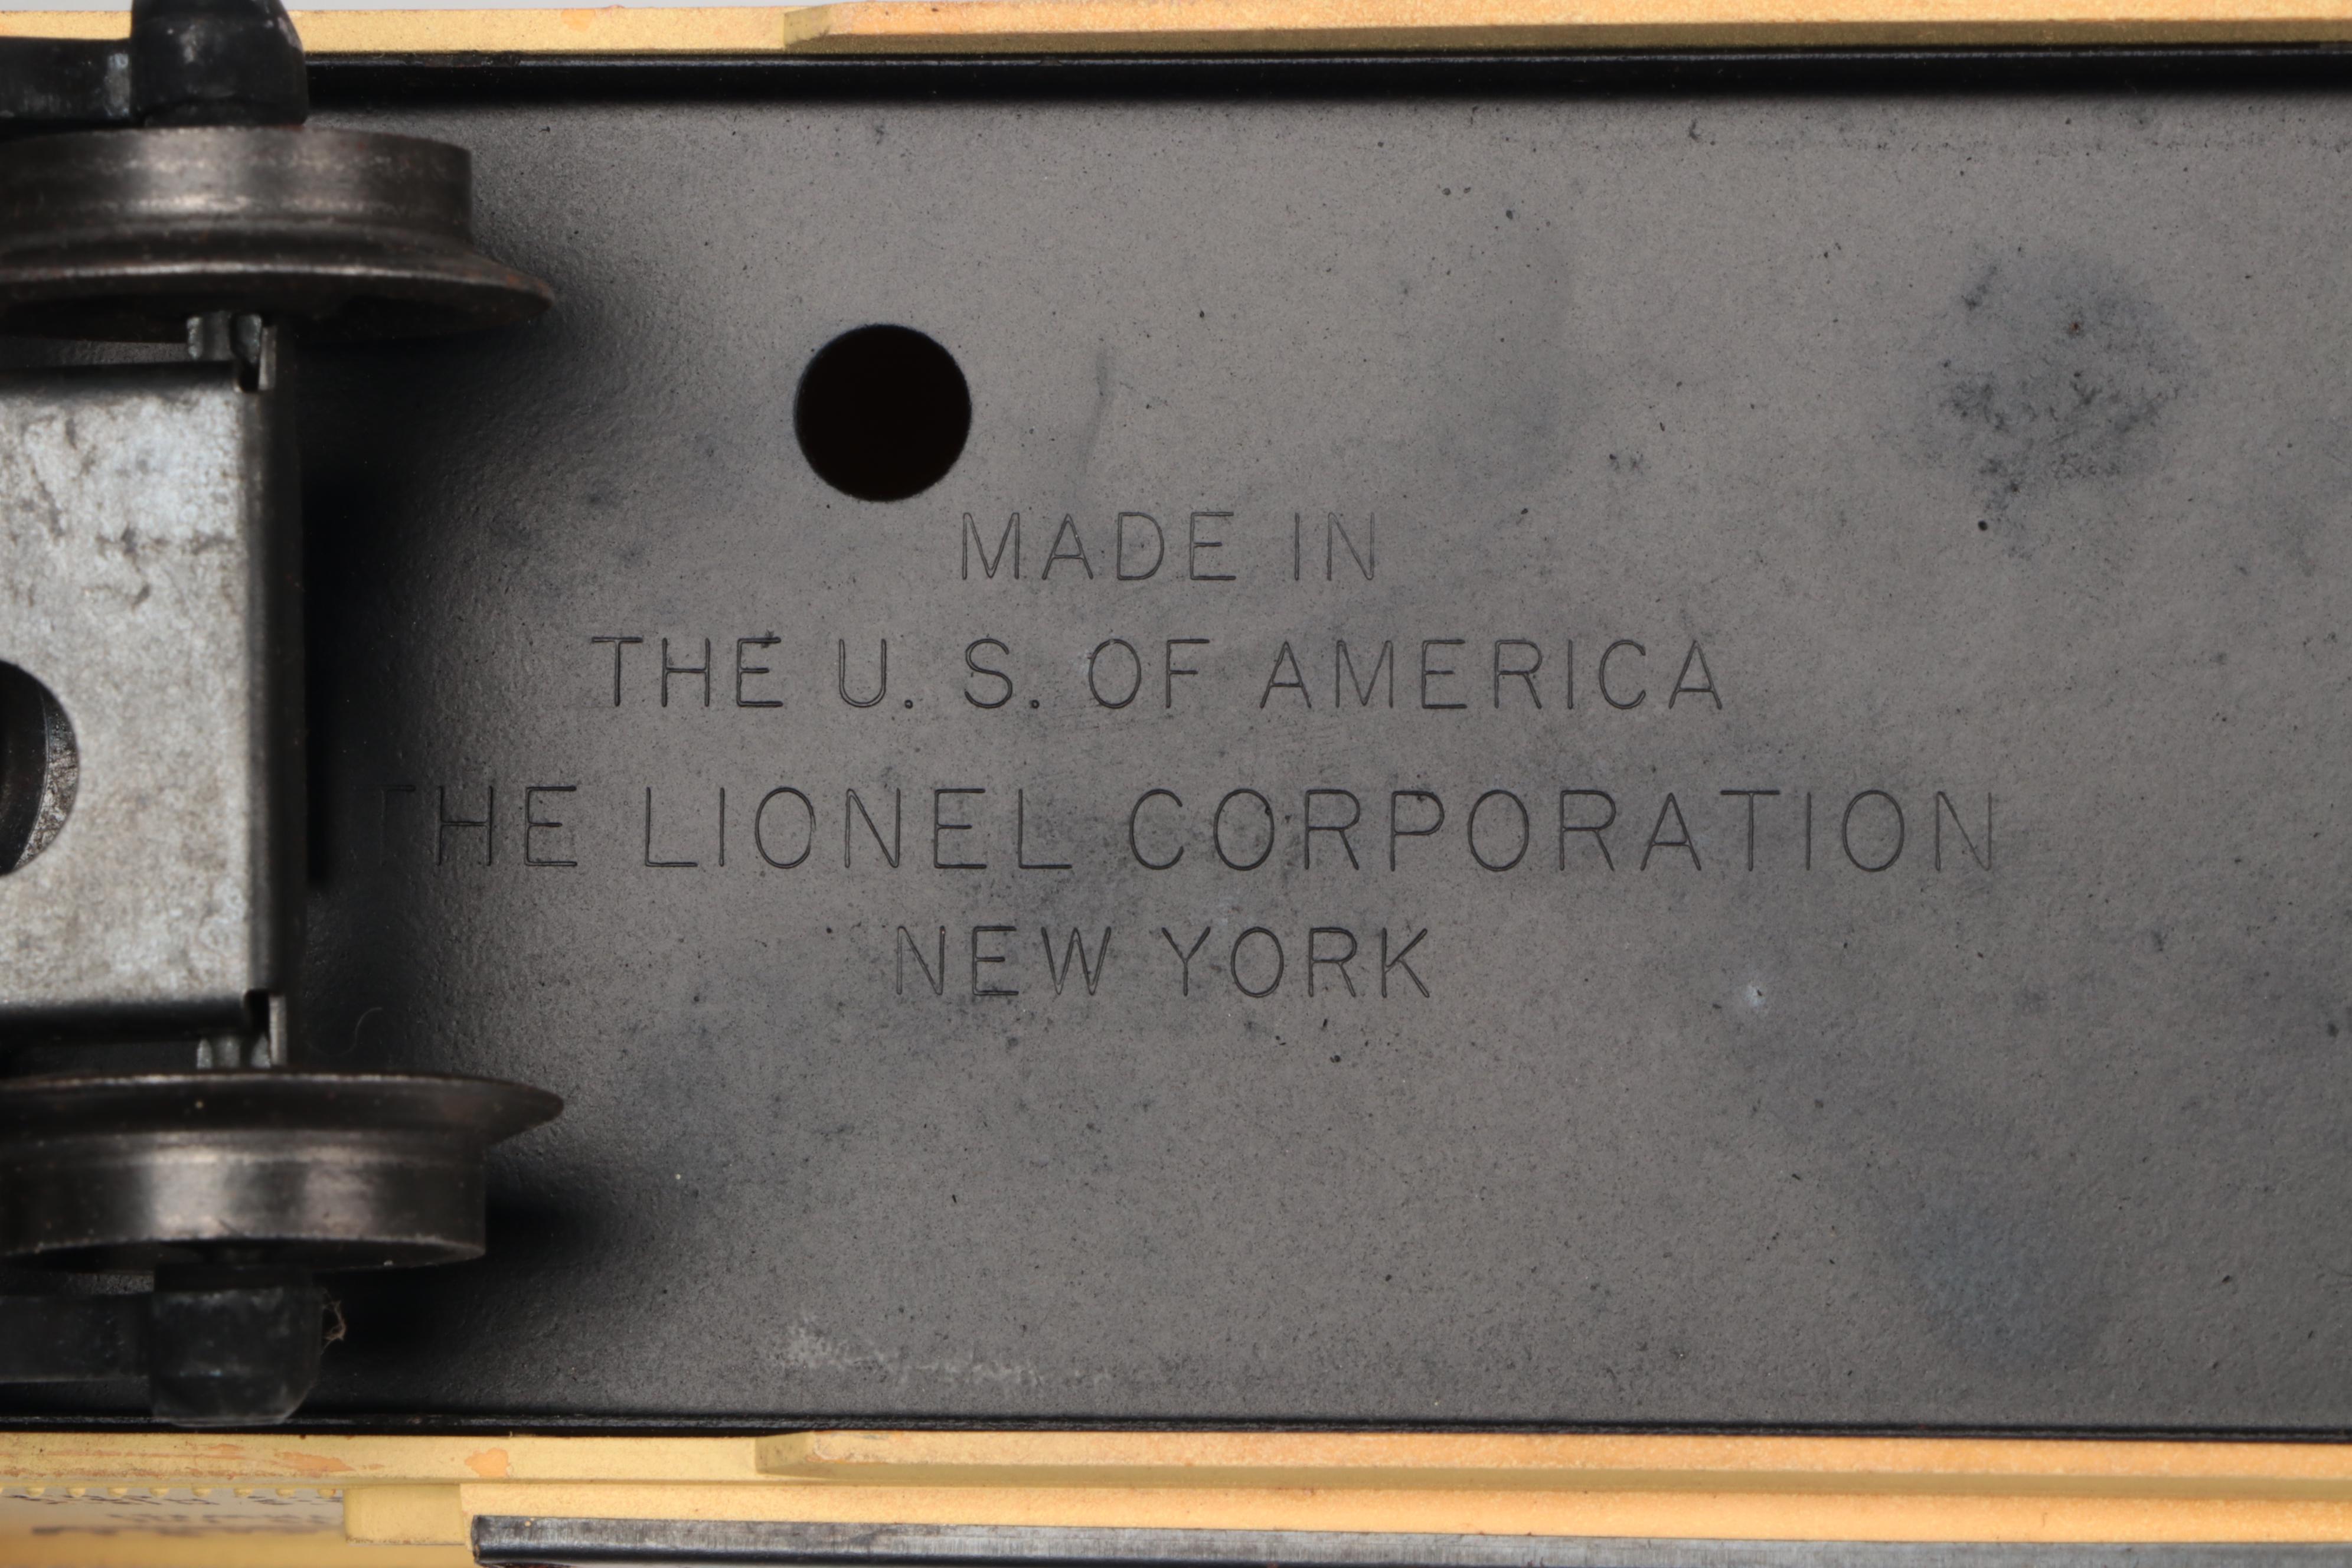 MADE IN
THE U. S. OF AMERICA
THE LIONEL CORPORATION
NEW YORK